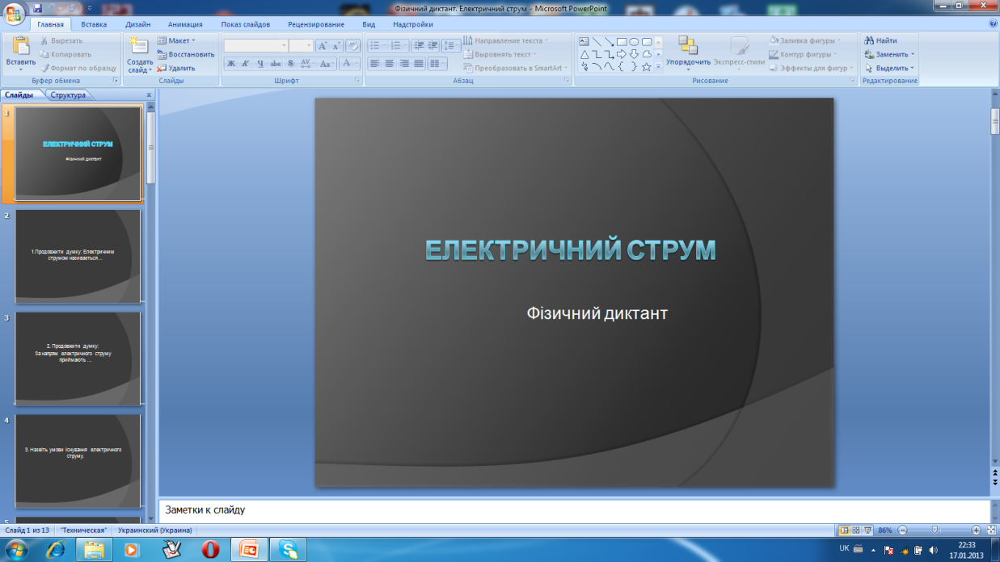 Фізичний диктант. Електричний струм - Microsoft PowerPoint
Главная Вставка Дизайн Анимация Показ слайдов Рецензирование Вид Надстройки
Вставить
Вырезать
Копировать
Формат по образцу
Буфер обмена
Создать слайд
Макет
Восстановить
Удалить
Слайды
Ж К Ч abc S AV Aa A
Шрифт
Направление текста
Выровнять текст
Преобразовать в SmartArt
Абзац
Упорядочить
Экспресс-стили
Заливка фигуры
Контур фигуры
Эффекты для фигур
Рисование
Найти
Заменить
Выделить
Редактирование
Слайды Структура
1
ЕЛЕКТРИЧНИЙ СТРУМ
Фізичний диктант
2
1.Продовжити думку: Електричним
струмом називається...
3
2. Продовжити думку:
За напрям електричного струму
приймають ...
4
3. Назвіть умови існування електричного
струму.
5
ЕЛЕКТРИЧНИЙ СТРУМ
Фізичний диктант
Заметки к слайду
Слайд 1 из 13 "Техническая" Украинский (Украина) 86%
UK 22:33
17.01.2013